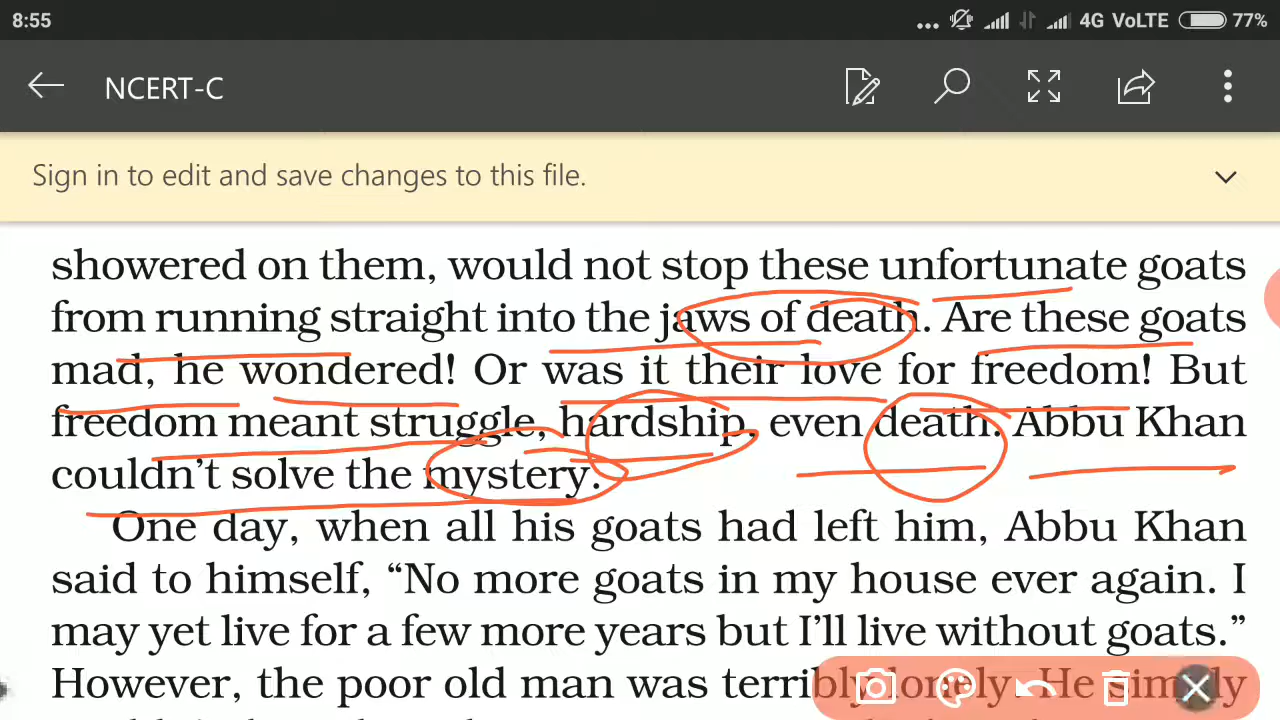 8:55 ... 4G VoLTE 77%
NCERT-C
Sign in to edit and save changes to this file.
showered on them, would not stop these unfortunate goats
from running straight into the jaws of death. Are these goats
mad, he wondered! Or was it their love for freedom! But
freedom meant struggle, hardship, even death. Abbu Khan
couldn't solve the mystery.
One day, when all his goats had left him, Abbu Khan
said to himself, “No more goats in my house ever again. I
may yet live for a few more years but I'll live without goats.”
However, the poor old man was terribly lonely. He simply